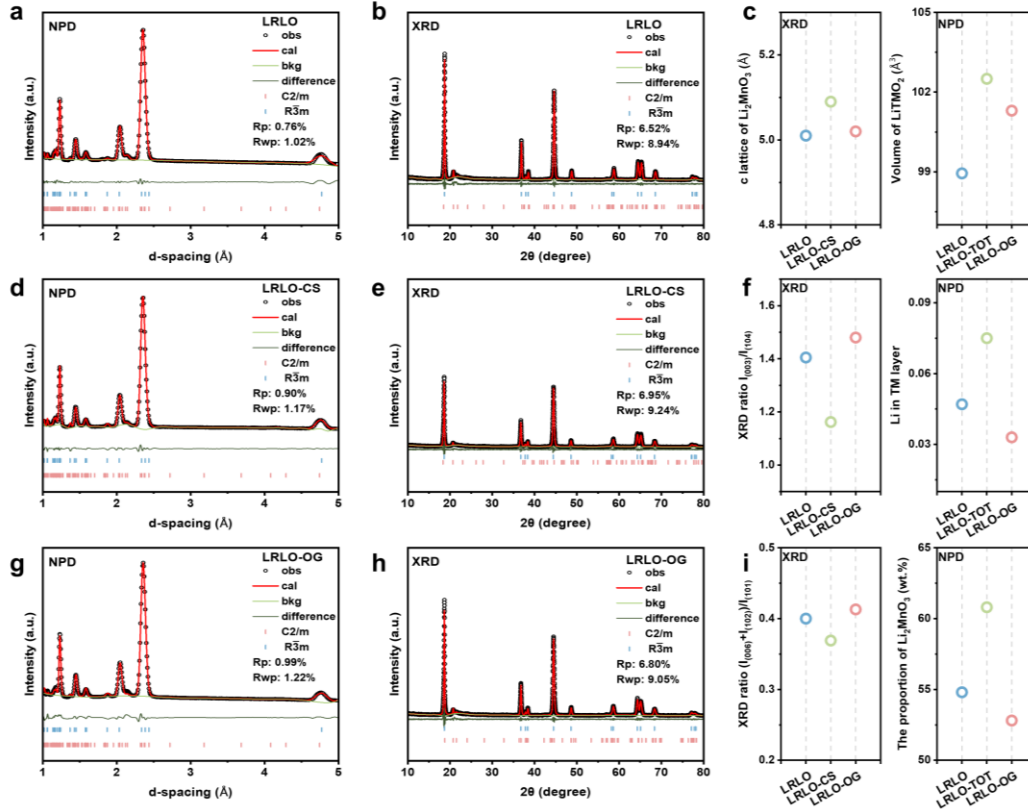 a
NPD
LRLO
obs
cal
bkg
difference
C2/m
R3̅m
Rp: 0.76%
Rwp: 1.02%
Intensity (a.u.)
1 2 3 4 5
d-spacing (Å)
b
XRD
LRLO
obs
cal
bkg
difference
C2/m
R3̅m
Rp: 6.52%
Rwp: 8.94%
Intensity (a.u.)
10 20 30 40 50 60 70 80
2θ (degree)
c
XRD
c lattice of Li₂MnO₃ (Å)
5.2
5.0
4.8
LRLO
LRLO-CS
LRLO-OG
NPD
Volume of LiTMO₂ (Å³)
105
102
99
LRLO
LRLO-TOT
LRLO-OG
d
NPD
LRLO-CS
obs
cal
bkg
difference
C2/m
R3̅m
Rp: 0.90%
Rwp: 1.17%
Intensity (a.u.)
1 2 3 4 5
d-spacing (Å)
e
XRD
LRLO-CS
obs
cal
bkg
difference
C2/m
R3̅m
Rp: 6.95%
Rwp: 9.24%
Intensity (a.u.)
10 20 30 40 50 60 70 80
2θ (degree)
f
XRD
XRD ratio I(003)/I(104)
1.6
1.4
1.2
1.0
LRLO
LRLO-CS
LRLO-OG
NPD
Li in TM layer
0.09
0.06
0.03
LRLO
LRLO-TOT
LRLO-OG
g
NPD
LRLO-OG
obs
cal
bkg
difference
C2/m
R3̅m
Rp: 0.99%
Rwp: 1.22%
Intensity (a.u.)
1 2 3 4 5
d-spacing (Å)
h
XRD
LRLO-OG
obs
cal
bkg
difference
C2/m
R3̅m
Rp: 6.80%
Rwp: 9.05%
Intensity (a.u.)
10 20 30 40 50 60 70 80
2θ (degree)
i
XRD
XRD ratio (I(006)+I(102))/I(101)
0.5
0.4
0.3
0.2
LRLO
LRLO-CS
LRLO-OG
NPD
The proportion of Li₂MnO₃ (wt.%)
65
60
55
50
LRLO
LRLO-TOT
LRLO-OG